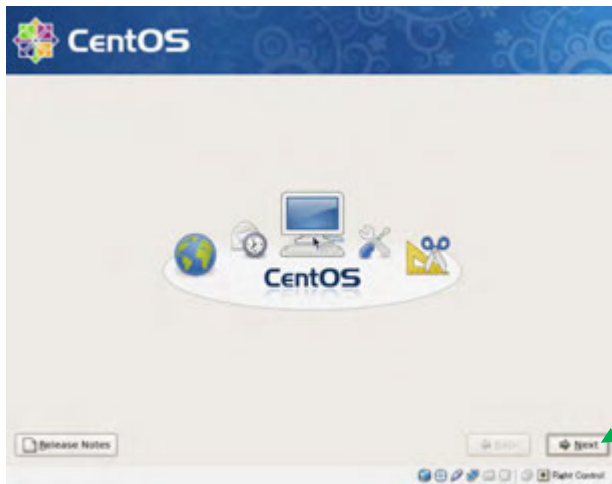 CentOS
CentOS
Release Notes
Back
Next
Right Control